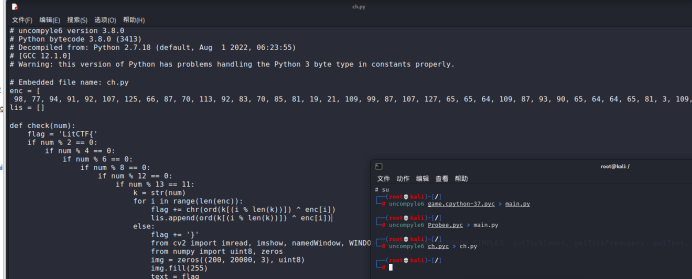 ch.py
文件(F) 编辑(E) 搜索(S) 选项(O) 帮助(H)
# uncompyle6 version 3.8.0
# Python bytecode 3.8.0 (3413)
# Decompiled from: Python 2.7.18 (default, Aug  1 2022, 06:23:55)
# [GCC 12.1.0]
# Warning: this version of Python has problems handling the Python 3 byte type in constants properly.

# Embedded file name: ch.py
enc = [
 98, 77, 94, 91, 92, 107, 125, 66, 87, 70, 113, 92, 83, 70, 85, 81, 19, 21, 109, 99, 87, 107, 127, 65, 65, 64, 109, 87, 93, 90, 65, 64, 64, 65, 81, 3, 109,
lis = []

def check(num):
    flag = 'LitCTF{'
    if num % 2 == 0:
        if num % 4 == 0:
            if num % 6 == 0:
                if num % 8 == 0:
                    if num % 12 == 0:
                        if num % 13 == 11:
                            k = str(num)
                            for i in range(len(enc)):
                                flag += chr(ord(k[(i % len(k))]) ^ enc[i])
                                lis.append(ord(k[(i % len(k))]) ^ enc[i])
                        else:
                            flag += '}'
                            from cv2 import imread, imshow, namedWindow,
                            from numpy import uint8, zeros
                            img = zeros((200, 20000, 3), uint8)
                            img.fill(255)
                            text = flag
root@kali: /
文件 动作 编辑 查看 帮助
# su
┌──(root㉿kali)-[/]
└─# uncompyle6 game.cpython-37.pyc > main.py
┌──(root㉿kali)-[/]
└─# uncompyle6 Probee.pyc > main.py
┌──(root㉿kali)-[/]
└─# uncompyle6 ch.pyc > ch.py
┌──(root㉿kali)-[/]
└─#